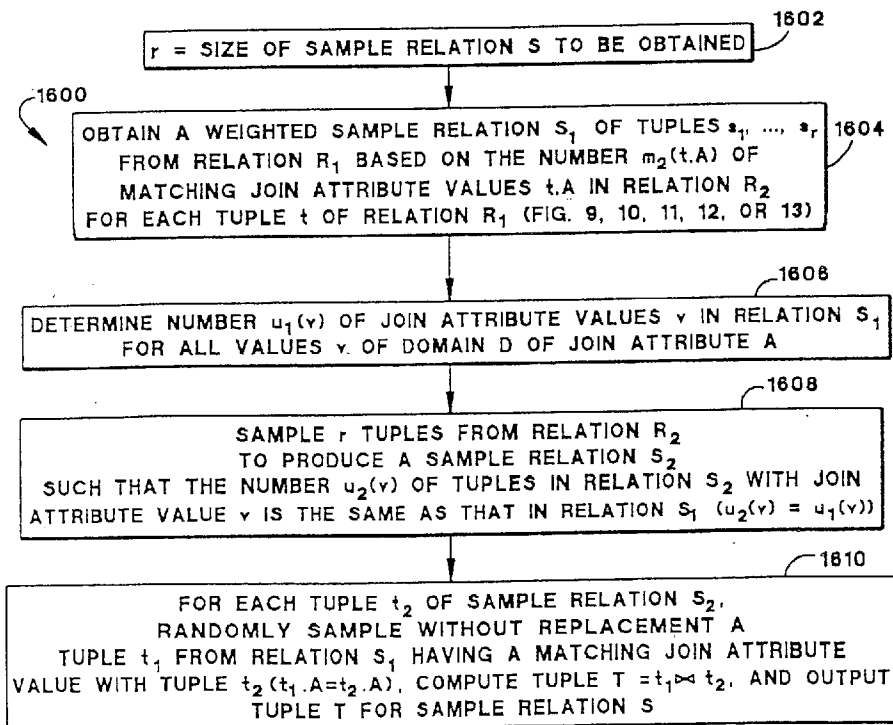 1602
r = SIZE OF SAMPLE RELATION S TO BE OBTAINED
1600
1604
OBTAIN A WEIGHTED SAMPLE RELATION S₁ OF TUPLES s₁, ..., sᵣ
FROM RELATION R₁ BASED ON THE NUMBER m₂(t.A) OF
MATCHING JOIN ATTRIBUTE VALUES t.A IN RELATION R₂
FOR EACH TUPLE t OF RELATION R₁ (FIG. 9, 10, 11, 12, OR 13)
1606
DETERMINE NUMBER u₁(v) OF JOIN ATTRIBUTE VALUES v IN RELATION S₁
FOR ALL VALUES v OF DOMAIN D OF JOIN ATTRIBUTE A
1608
SAMPLE r TUPLES FROM RELATION R₂
TO PRODUCE A SAMPLE RELATION S₂
SUCH THAT THE NUMBER u₂(v) OF TUPLES IN RELATION S₂ WITH JOIN
ATTRIBUTE VALUE v IS THE SAME AS THAT IN RELATION S₁ (u₂(v) = u₁(v))
1610
FOR EACH TUPLE t₂ OF SAMPLE RELATION S₂,
RANDOMLY SAMPLE WITHOUT REPLACEMENT A
TUPLE t₁ FROM RELATION S₁ HAVING A MATCHING JOIN ATTRIBUTE
VALUE WITH TUPLE t₂(t₁.A=t₂.A), COMPUTE TUPLE T =t₁⋈ t₂, AND OUTPUT
TUPLE T FOR SAMPLE RELATION S